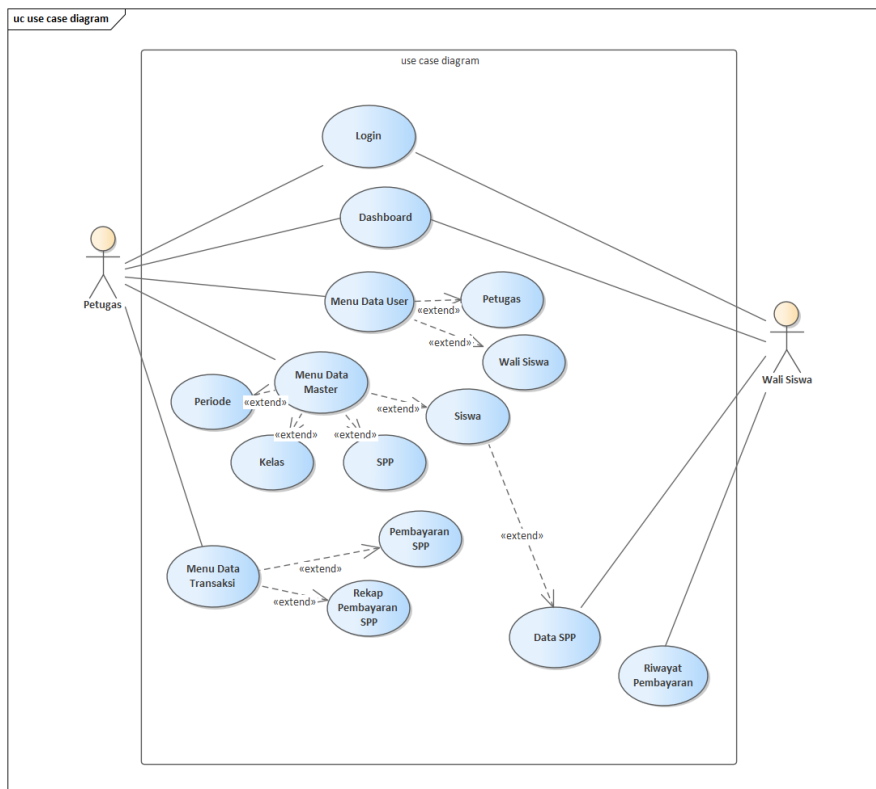 uc use case diagram
use case diagram
Login
Dashboard
Petugas
Menu Data User
«extend»
Petugas
«extend»
Wali Siswa
Wali Siswa
Menu Data
Master
Periode
«extend»
«extend»
Siswa
«extend»
«extend»
Kelas
SPP
Pembayaran
SPP
«extend»
Menu Data
Transaksi
«extend»
«extend»
Rekap
Pembayaran
SPP
Data SPP
Riwayat
Pembayaran